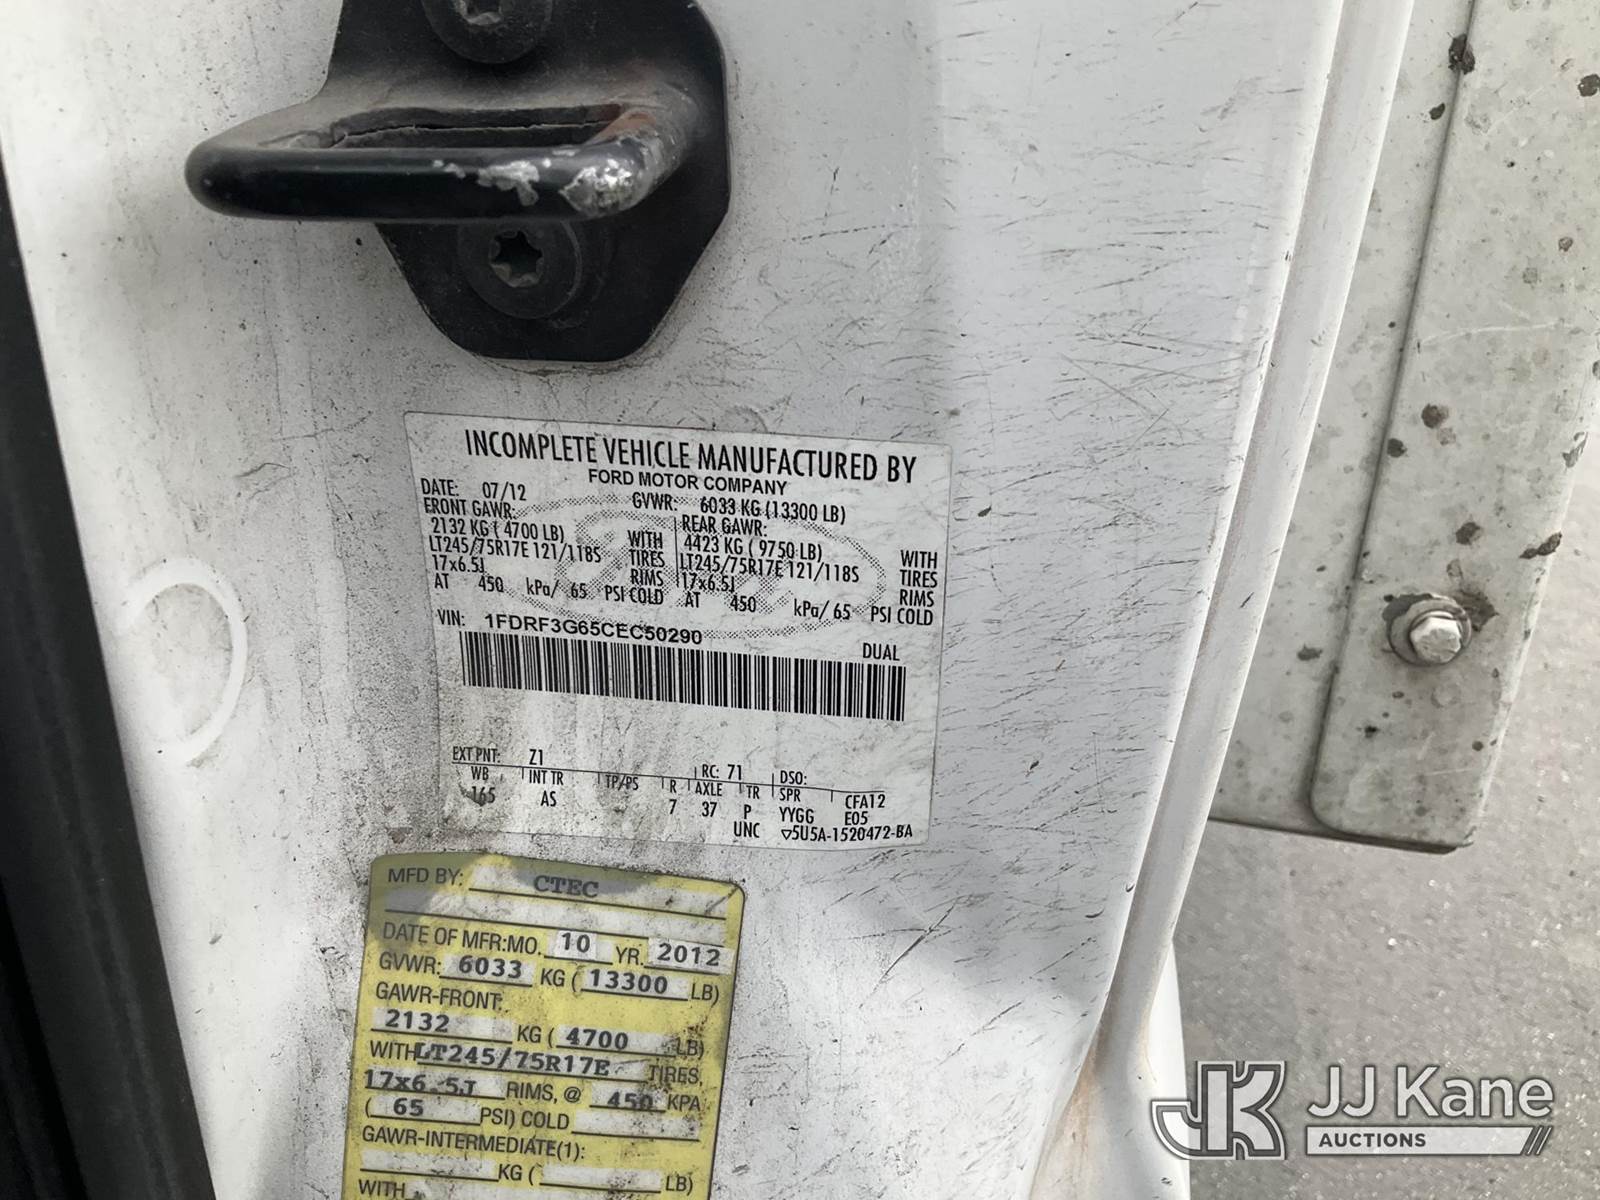 INCOMPLETE VEHICLE MANUFACTURED BY
FORD MOTOR COMPANY
DATE: 07/12 GVWR: 6033 KG (13300 LB)
FRONT GAWR: REAR GAWR:
2132 KG ( 4700 LB) WITH 4423 KG ( 9750 LB) WITH
LT245/75R17E 121/118S TIRES LT245/75R17E 121/118S TIRES
17x6.5J RIMS 17x6.5J RIMS
AT 450 kPa/ 65 PSI COLD AT 450 kPa/ 65 PSI COLD
VIN: 1FDRF3G65CEC50290
DUAL
EXT PNT: Z1 RC: 71 DSO:
WB INT TR TP/PS R AXLE TR SPR CFA12
165 AS -- 7 37 P YYGG E05
UNC ▽5U5A-1520472-BA
MFD BY: CTEC
DATE OF MFR:MO. 10 YR. 2012
GVWR: 6033 KG ( 13300 LB)
GAWR-FRONT:
2132 KG ( 4700 LB)
WITH LT245/75R17E TIRES,
17x6.5J RIMS, @ 450 KPA
( 65 PSI) COLD
GAWR-INTERMEDIATE(1):
KG ( LB)
WITH
JJ Kane
AUCTIONS